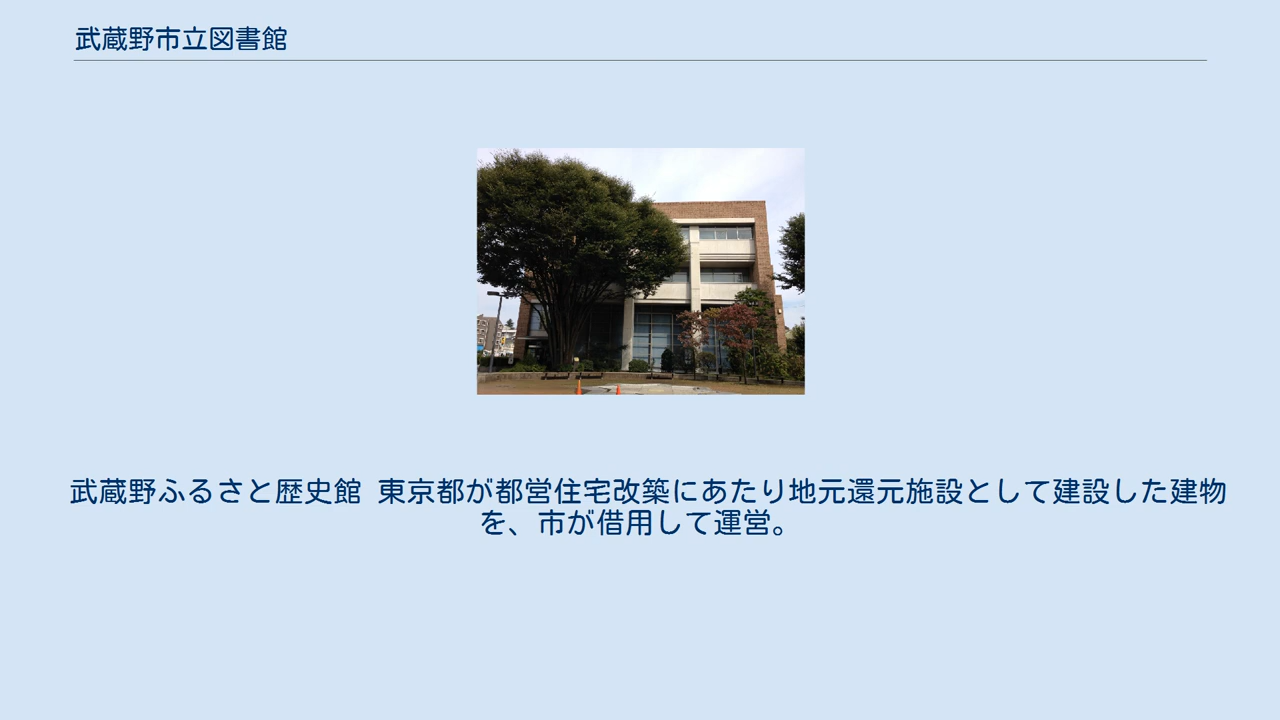 武蔵野市立図書館
武蔵野ふるさと歴史館 東京都が都営住宅改築にあたり地元還元施設として建設した建物
を、市が借用して運営。